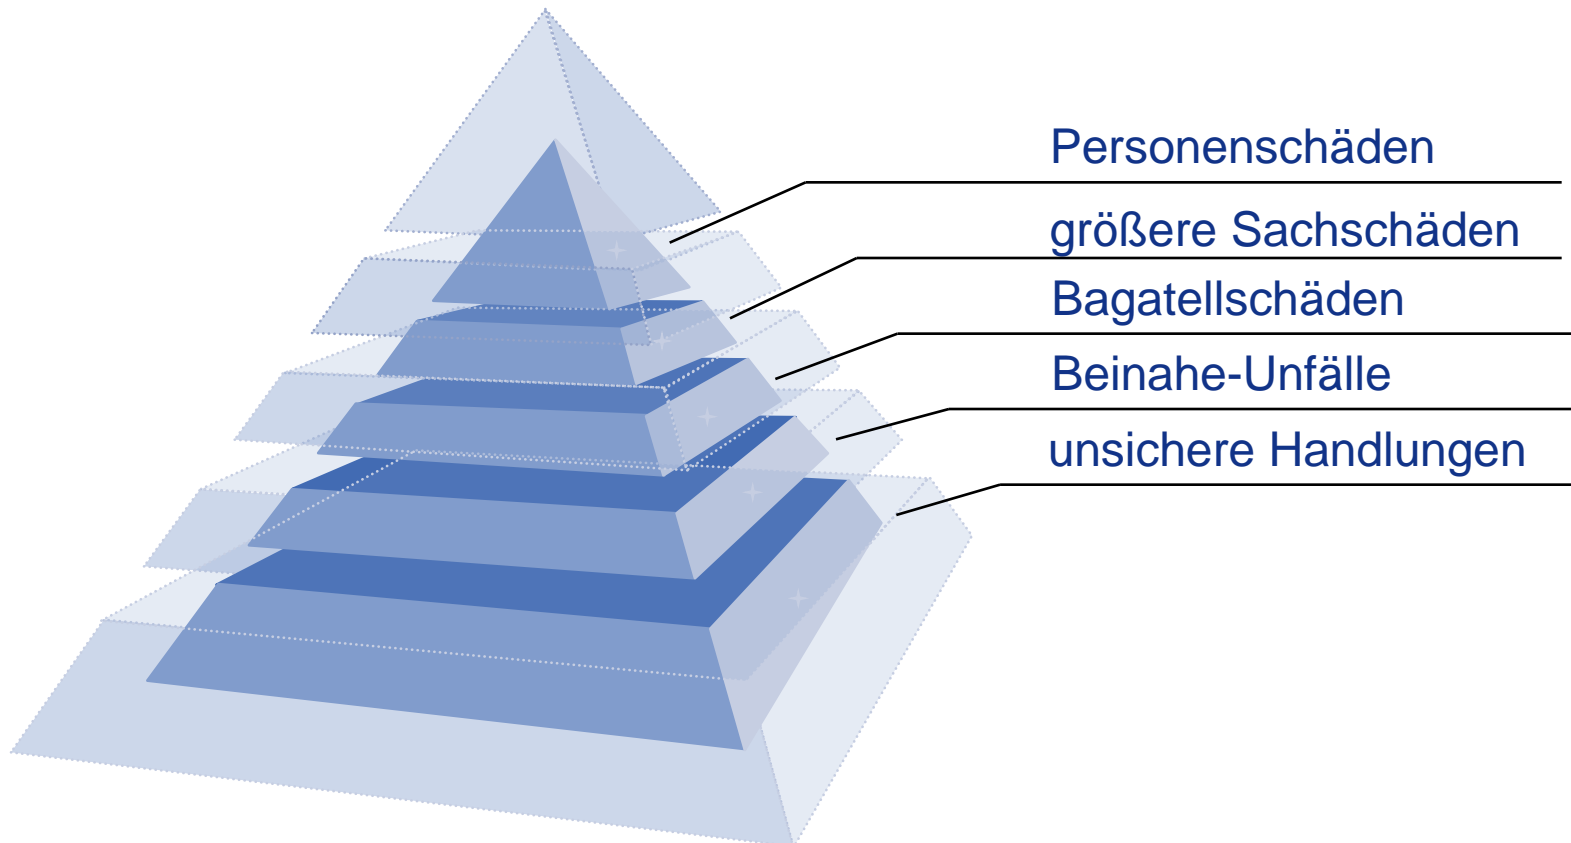 Personenschäden
größere Sachschäden
Bagatellschäden
Beinahe-Unfälle
unsichere Handlungen